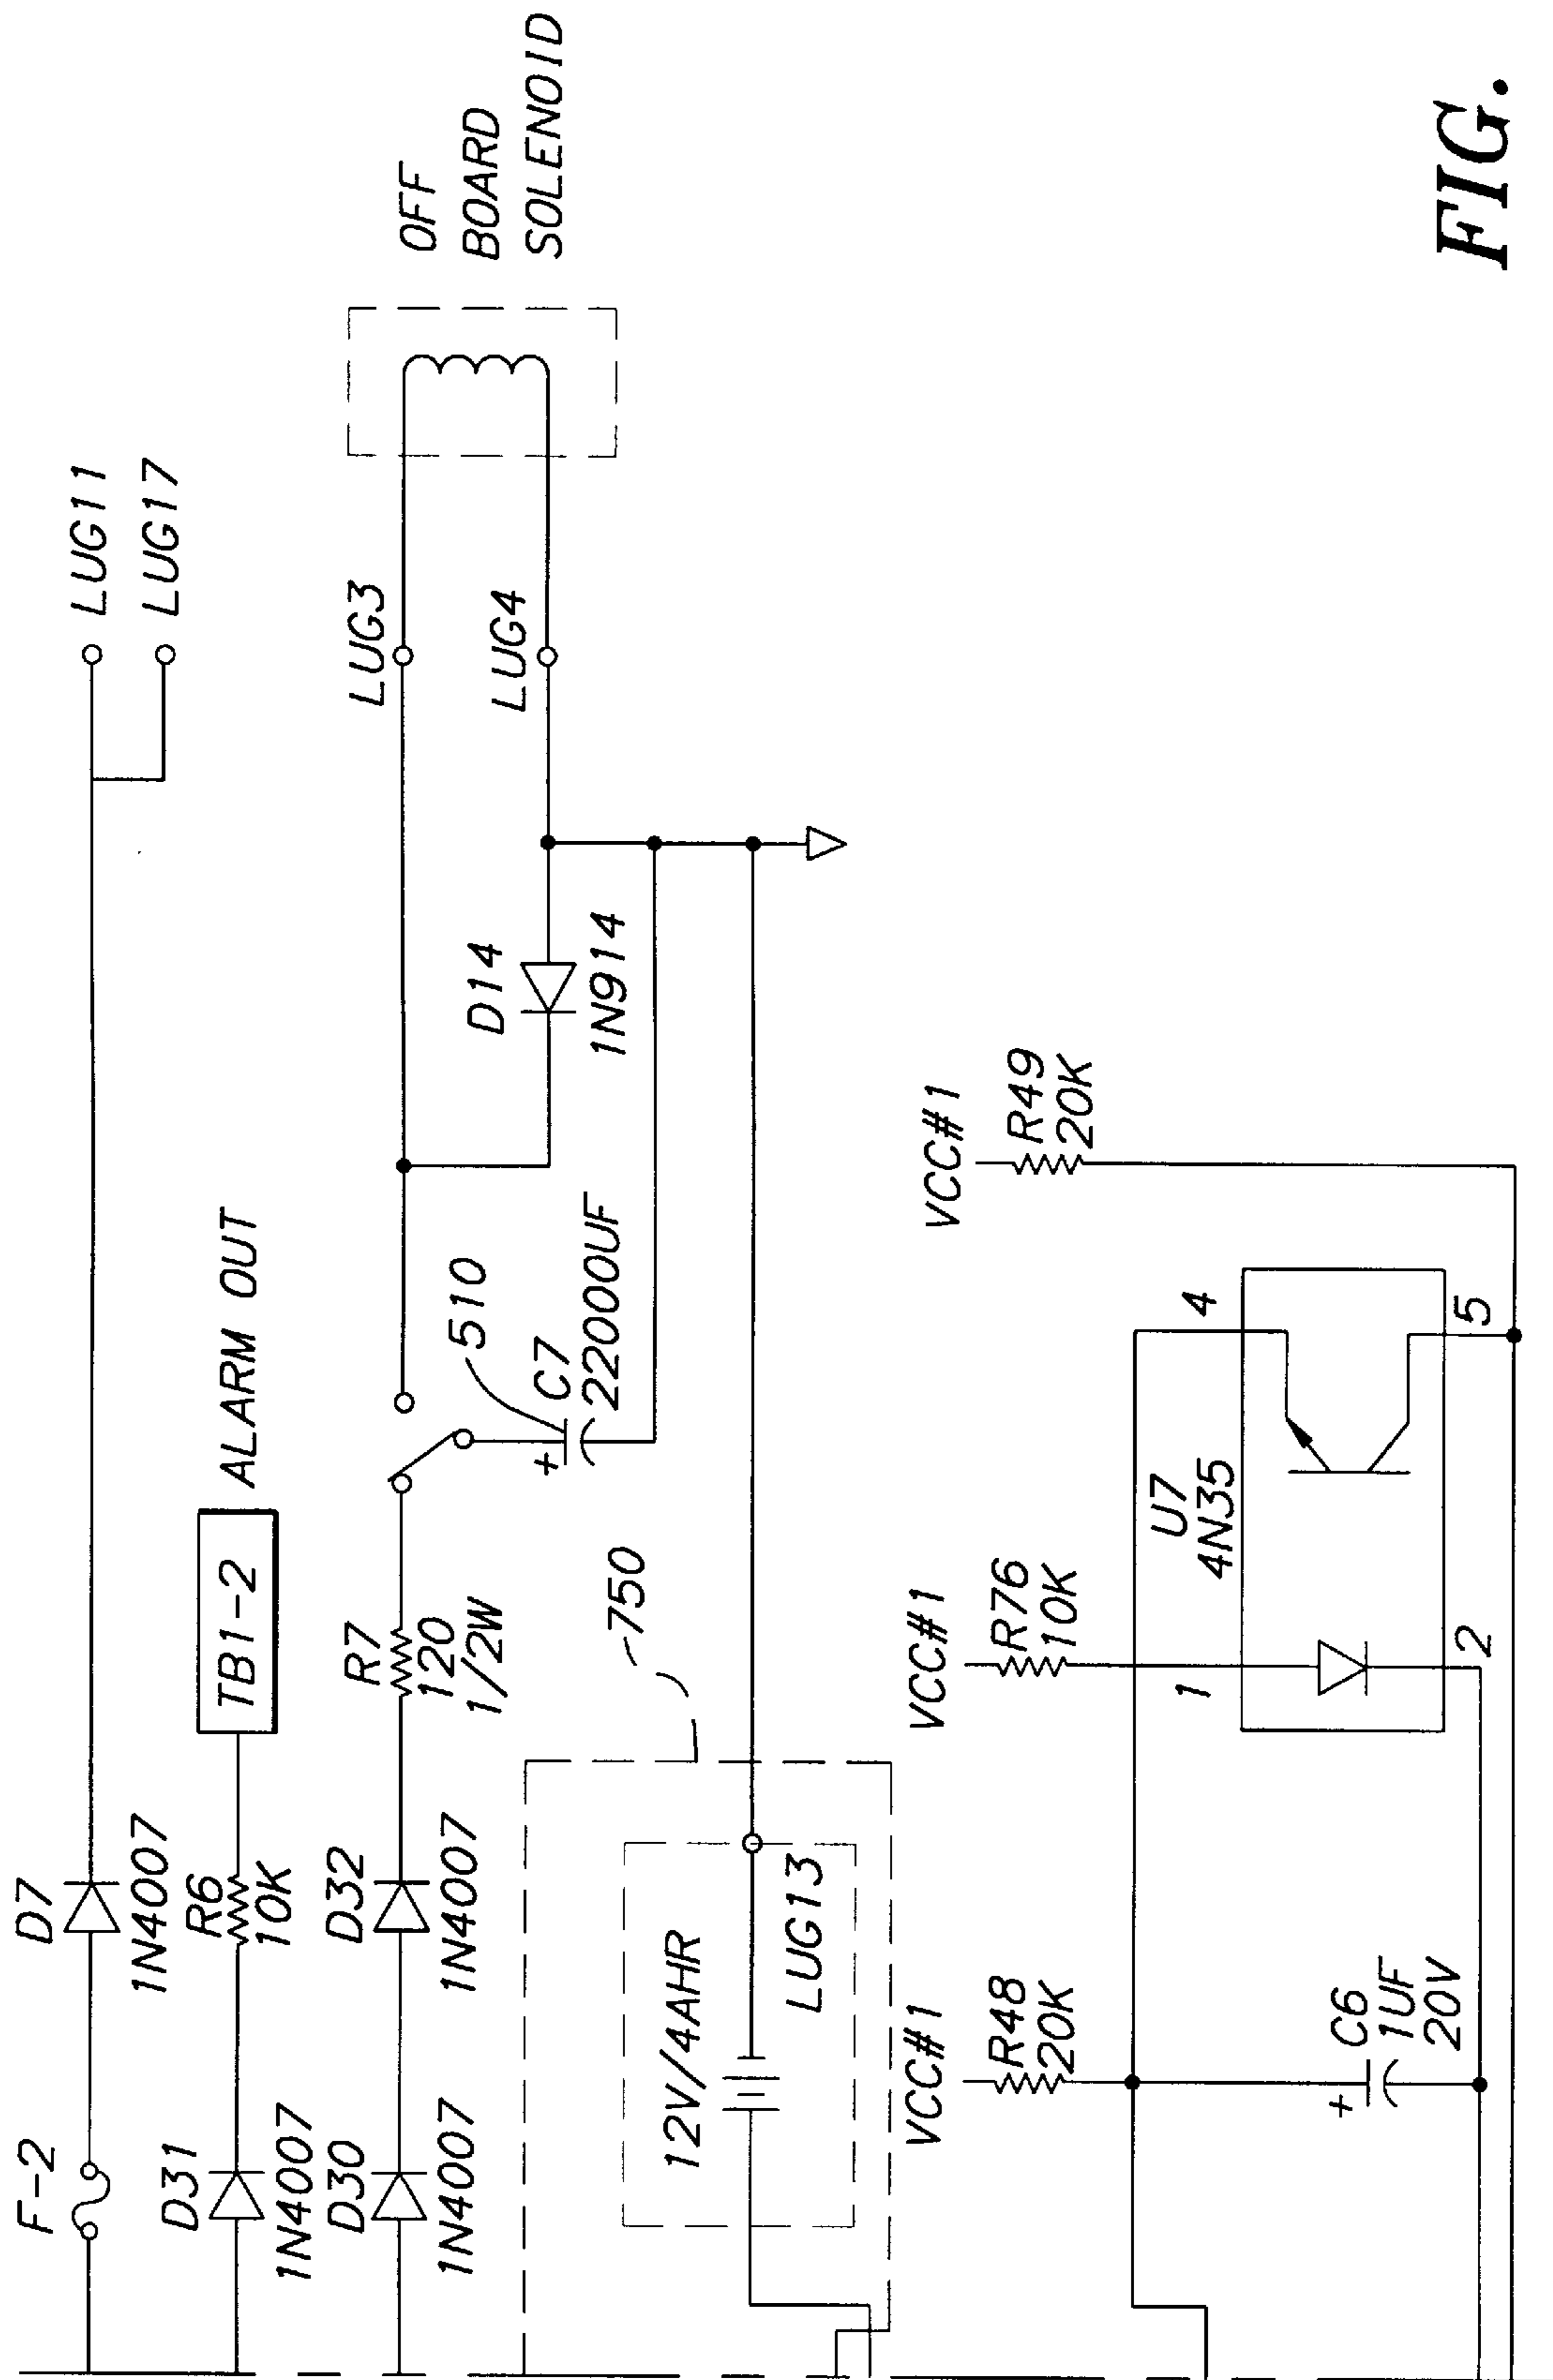 F-2
D7
1N4007
LUG11
LUG17
D31
1N4007
R6
10K
TB1-2
ALARM OUT
D30
1N4007
D32
1N4007
R7
120
1/2W
510
C7
22000UF
+
D14
1N914
LUG3
LUG4
OFF
BOARD
SOLENOID
750
12V/4AHR
LUG13
VCC#1
R48
20K
+
C6
1UF
20V
VCC#1
R76
10K
1
2
U7
4N35
4
5
VCC#1
R49
20K
FIG.